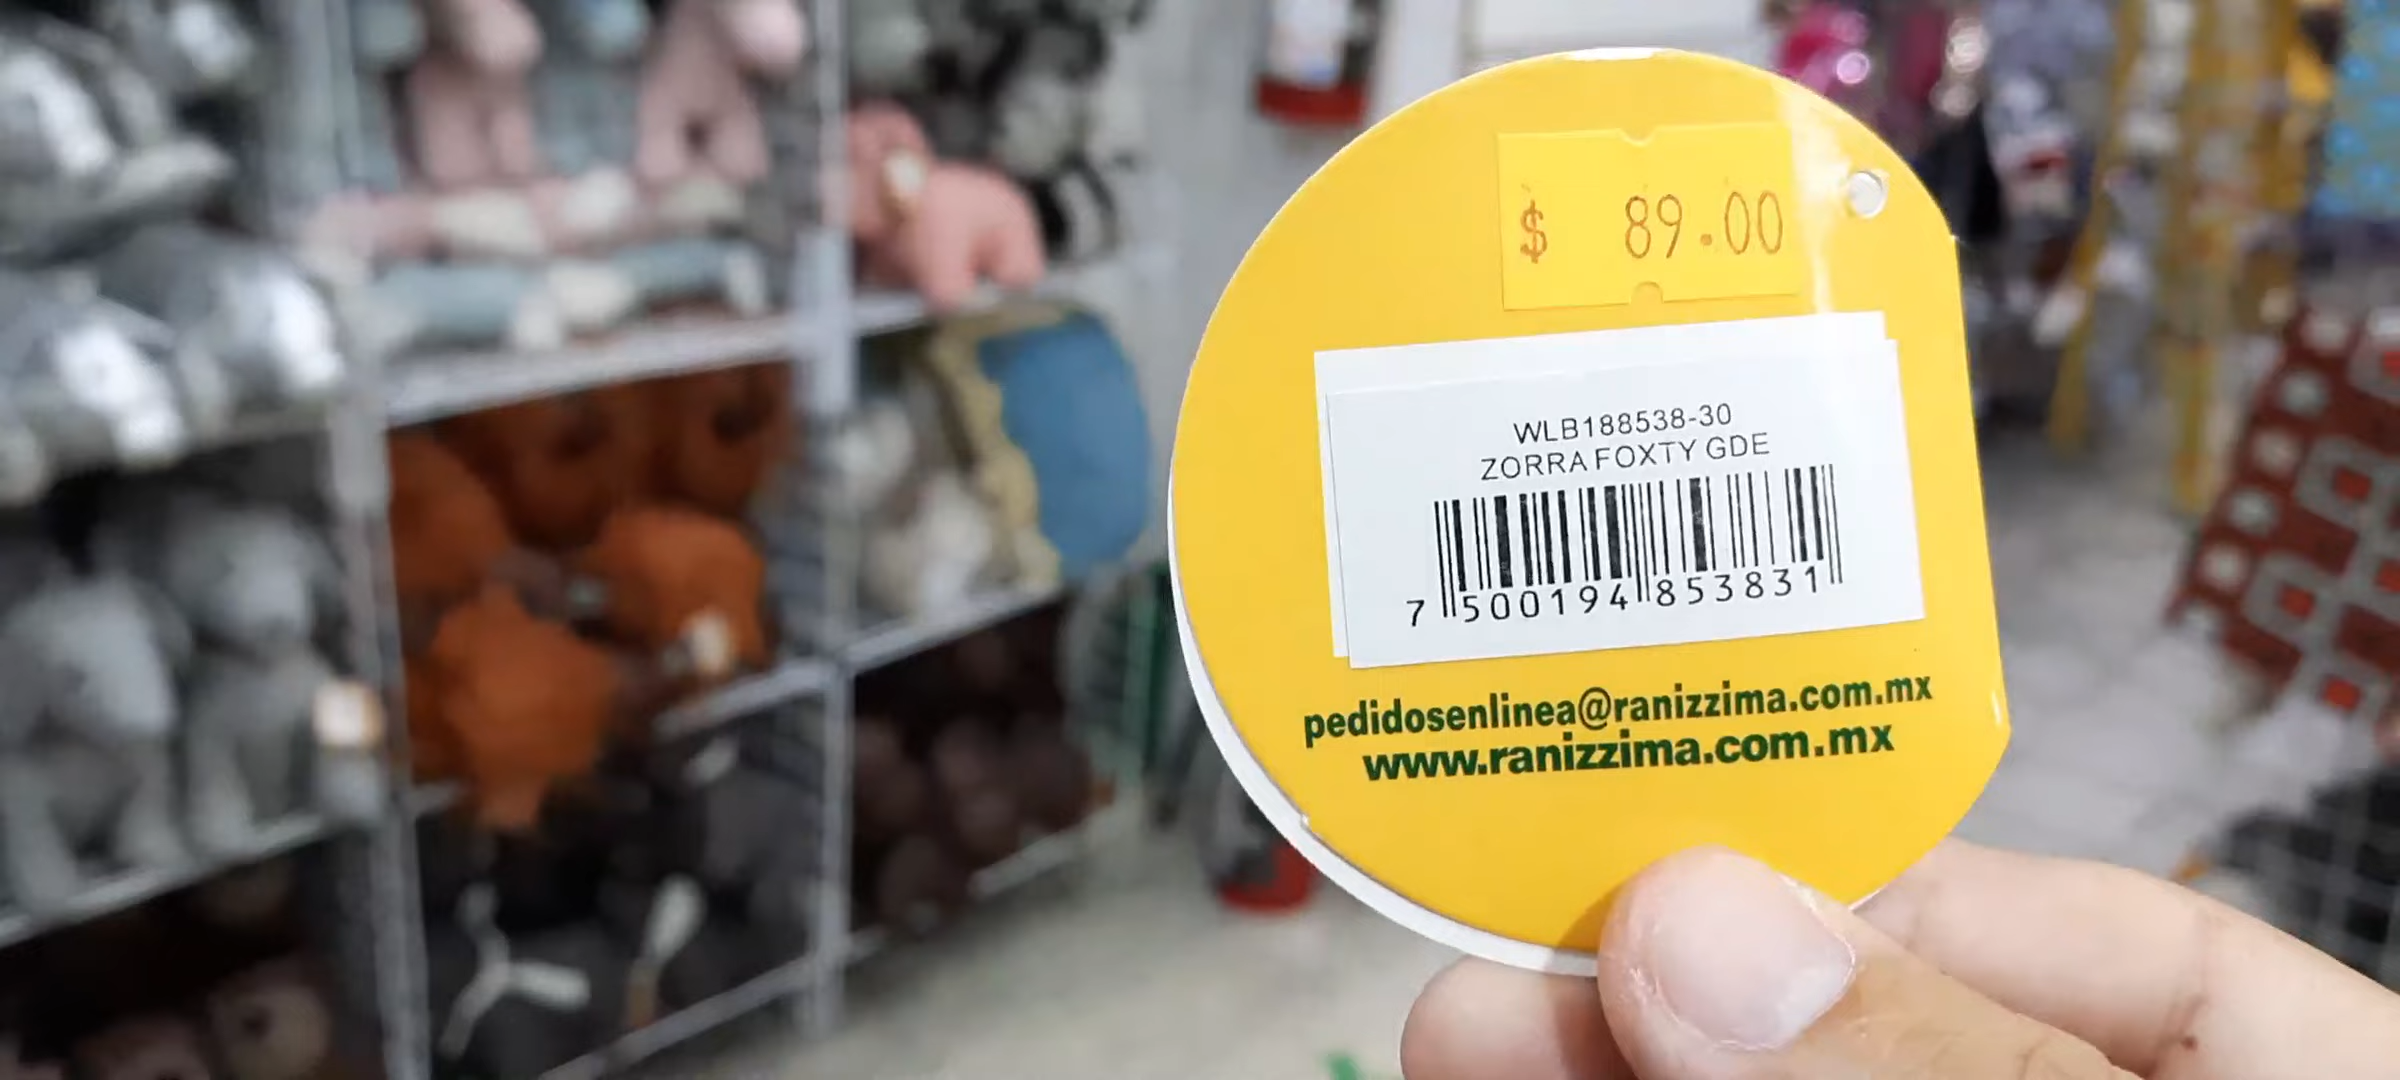 $ 89.00
WLB188538-30
ZORRA FOXTY GDE
7 500194 853831
pedidosenlinea@ranizzima.com.mx
www.ranizzima.com.mx